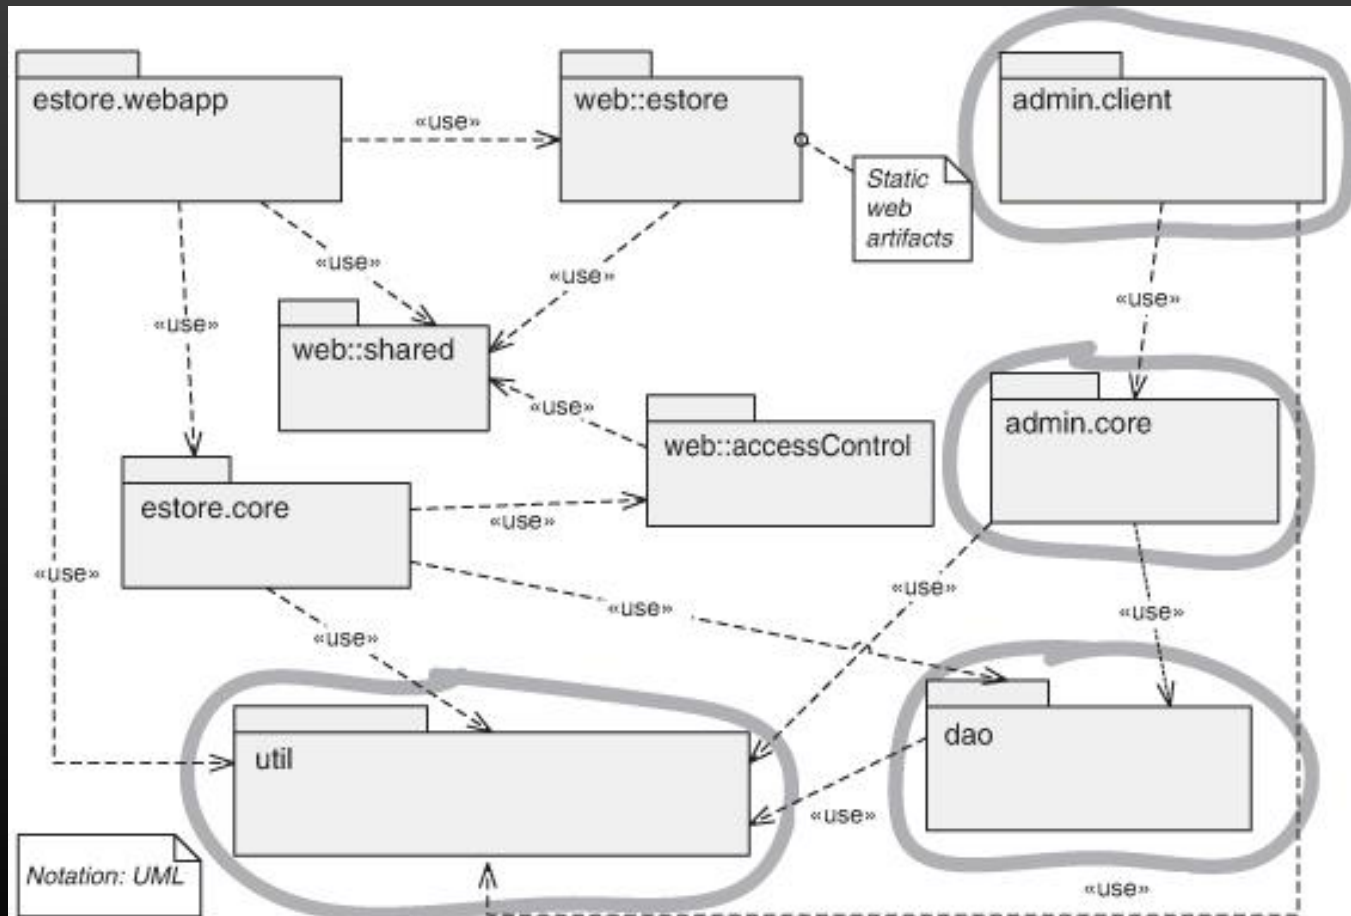 estore.webapp
web::estore
admin.client
«use»
Static
web
artifacts
«use»
«use»
«use»
«use»
web::shared
«use»
admin.core
web::accessControl
estore.core
«use»
«use»
«use»
«use»
«use»
«use»
dao
util
«use»
Notation: UML
«use»